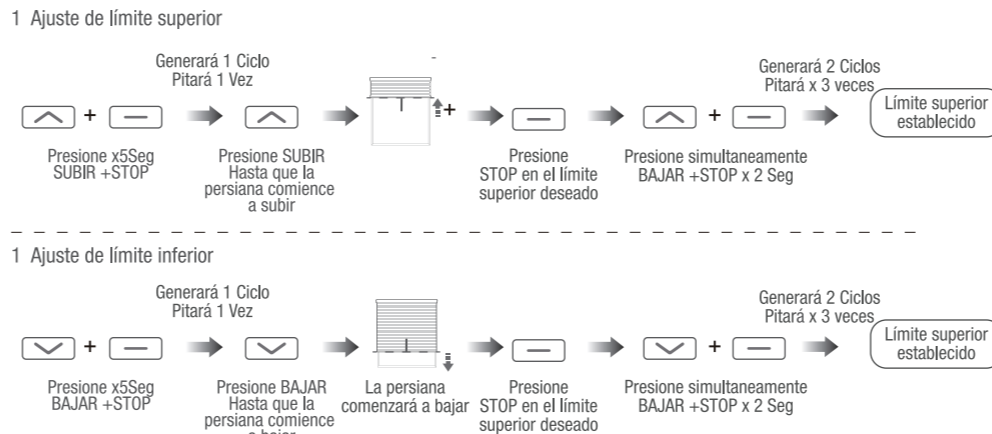 1 Ajuste de límite superior
Generará 1 Ciclo
Pitará 1 Vez
Generará 2 Ciclos
Pitará x 3 veces
+
+
+
Límite superior
establecido
Presione x5Seg
SUBIR +STOP
Presione SUBIR
Hasta que la
persiana comience
a subir
Presione
STOP en el límite
superior deseado
Presione simultaneamente
BAJAR +STOP x 2 Seg
1 Ajuste de límite inferior
Generará 1 Ciclo
Pitará 1 Vez
Generará 2 Ciclos
Pitará x 3 veces
+
+
Límite superior
establecido
Presione x5Seg
BAJAR +STOP
Presione BAJAR
Hasta que la
persiana comience
a bajar
La persiana
comenzará a bajar
Presione
STOP en el límite
superior deseado
Presione simultaneamente
BAJAR +STOP x 2 Seg